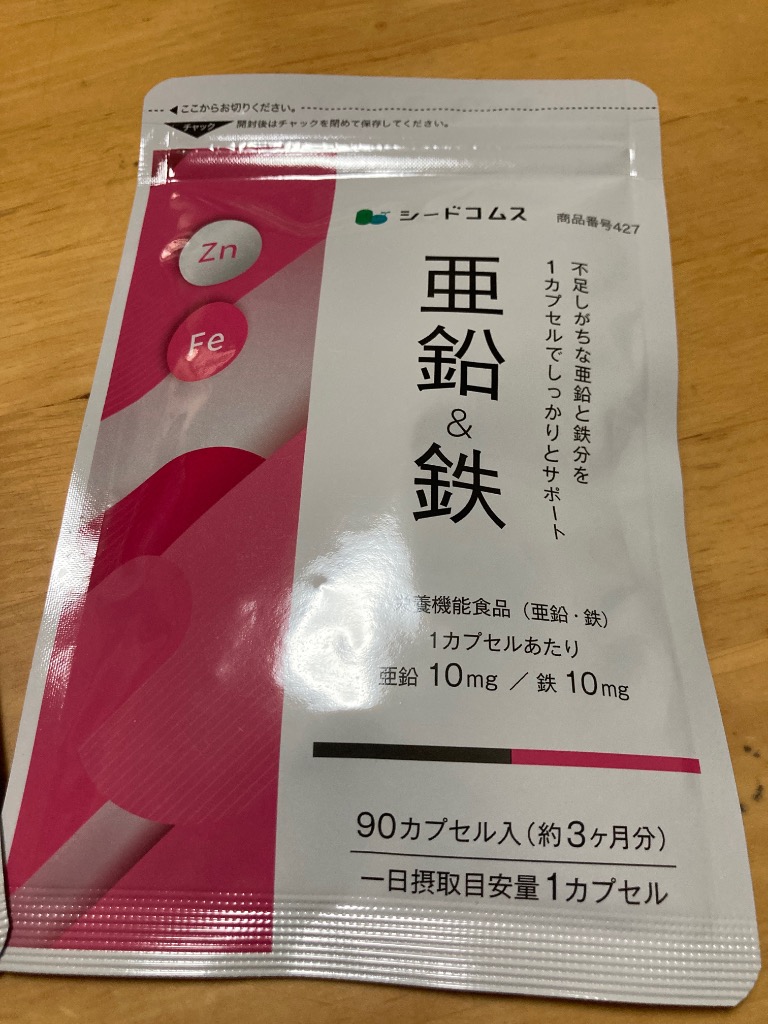 ◀ここからお切りください。
チャック
開封後はチャックを閉めて保存してください。
Zn
Fe
シードコムス
商品番号427
不足しがちな亜鉛と鉄分を
1カプセルでしっかりとサポート
亜鉛
&
鉄
養機能食品（亜鉛・鉄）
1カプセルあたり
亜鉛 10mg ／ 鉄 10mg
90カプセル入（約3ヶ月分）
一日摂取目安量1カプセル